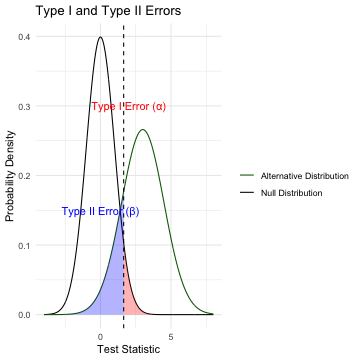 Type I and Type II Errors
0.4
0.3
0.2
0.1
0.0
Probability Density
Type I Error (α)
Type II Error (β)
0
5
Test Statistic
Alternative Distribution
Null Distribution